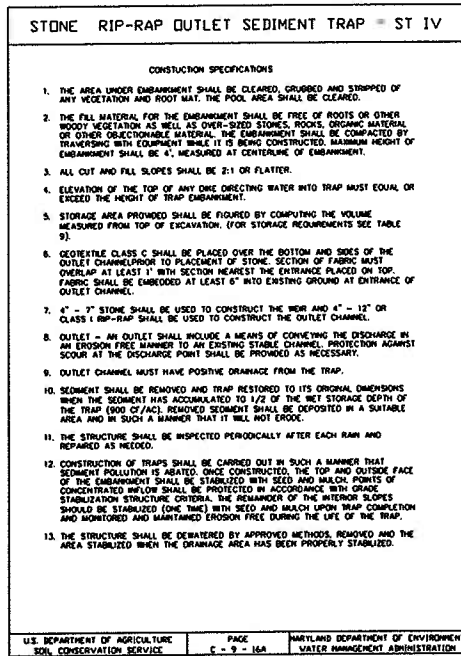 STONE RIP-RAP OUTLET SEDIMENT TRAP - ST IV
CONSTUCTION SPECIFICATIONS
1. THE AREA UNDER EMBANKMENT SHALL BE CLEARED, GRUBBED AND STRIPPED OF
ANY VEGETATION AND ROOT MAT. THE POOL AREA SHALL BE CLEARED.
2. THE FILL MATERIAL FOR THE EMBANKMENT SHALL BE FREE OF ROOTS OR OTHER
WOODY VEGETATION AS WELL AS OVER-SIZED STONES, ROCKS, ORGANIC MATERIAL
OR OTHER OBJECTIONABLE MATERIAL. THE EMBANKMENT SHALL BE COMPACTED BY
TRAVERSING WITH EQUIPMENT WHILE IT IS BEING CONSTRUCTED. MAXIMUM HEIGHT OF
EMBANKMENT SHALL BE 4', MEASURED AT CENTERLINE OF EMBANKMENT.
3. ALL CUT AND FILL SLOPES SHALL BE 2:1 OR FLATTER.
4. ELEVATION OF THE TOP OF ANY DIKE DIRECTING WATER INTO TRAP MUST EQUAL OR
EXCEED THE HEIGHT OF TRAP EMBANKMENT.
5. STORAGE AREA PROVIDED SHALL BE FIGURED BY COMPUTING THE VOLUME
MEASURED FROM TOP OF EXCAVATION. (FOR STORAGE REQUIREMENTS SEE TABLE
9).
6. GEOTEXTILE CLASS C SHALL BE PLACED OVER THE BOTTOM AND SIDES OF THE
OUTLET CHANNELPRIOR TO PLACEMENT OF STONE. SECTION OF FABRIC MUST
OVERLAP AT LEAST 1' WITH SECTION NEAREST THE ENTRANCE PLACED ON TOP.
FABRIC SHALL BE EMBEDDED AT LEAST 6" INTO EXISTING GROUND AT ENTRANCE OF
OUTLET CHANNEL.
7. 4" - 7" STONE SHALL BE USED TO CONSTRUCT THE WEIR AND 4" - 12" OR
CLASS I RIP-RAP SHALL BE USED TO CONSTRUCT THE OUTLET CHANNEL.
8. OUTLET - AN OUTLET SHALL INCLUDE A MEANS OF CONVEYING THE DISCHARGE IN
AN EROSION FREE MANNER TO AN EXISTING STABLE CHANNEL. PROTECTION AGAINST
SCOUR AT THE DISCHARGE POINT SHALL BE PROVIDED AS NECESSARY.
9. OUTLET CHANNEL MUST HAVE POSITIVE DRAINAGE FROM THE TRAP.
10. SEDIMENT SHALL BE REMOVED AND TRAP RESTORED TO ITS ORIGINAL DIMENSIONS
WHEN THE SEDIMENT HAS ACCUMULATED TO 1/2 OF THE WET STORAGE DEPTH OF
THE TRAP (900 CF/AC). REMOVED SEDIMENT SHALL BE DEPOSITED IN A SUITABLE
AREA AND IN SUCH A MANNER THAT IT WILL NOT ERODE.
11. THE STRUCTURE SHALL BE INSPECTED PERIODICALLY AFTER EACH RAIN AND
REPAIRED AS NEEDED.
12. CONSTRUCTION OF TRAPS SHALL BE CARRIED OUT IN SUCH A MANNER THAT
SEDIMENT POLLUTION IS ABATED. ONCE CONSTRUCTED, THE TOP AND OUTSIDE FACE
OF THE EMBANKMENT SHALL BE STABILIZED WITH SEED AND MULCH. POINTS OF
CONCENTRATED INFLOW SHALL BE PROTECTED IN ACCORDANCE WITH GRADE
STABILIZATION STRUCTURE CRITERIA. THE REMAINDER OF THE INTERIOR SLOPES
SHOULD BE STABILIZED (ONE TIME) WITH SEED AND MULCH UPON TRAP COMPLETION
AND MONITORED AND MAINTAINED EROSION FREE DURING THE LIFE OF THE TRAP.
13. THE STRUCTURE SHALL BE DEWATERED BY APPROVED METHODS, REMOVED AND THE
AREA STABILIZED WHEN THE DRAINAGE AREA HAS BEEN PROPERLY STABILIZED.
U.S. DEPARTMENT OF AGRICULTURE
SOIL CONSERVATION SERVICE
PAGE
C - 9 - 16A
MARYLAND DEPARTMENT OF ENVIRONMEN
WATER MANAGEMENT ADMINISTRATION